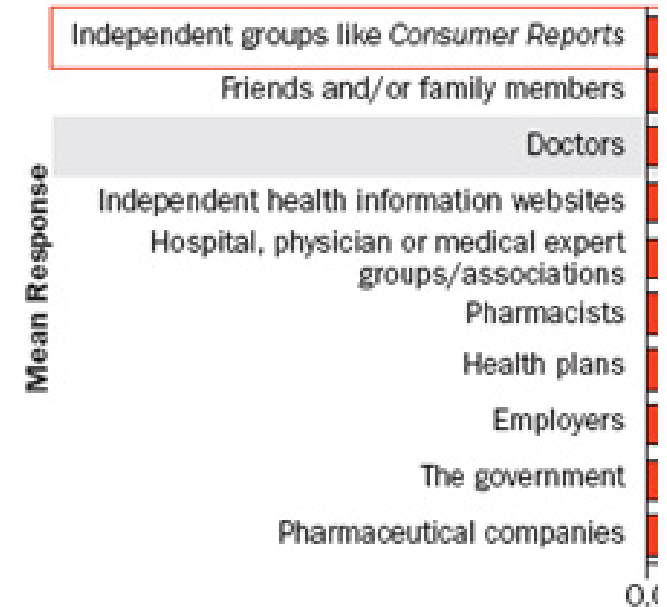 Independent groups like Consumer Reports
Friends and/or family members
Doctors
Independent health information websites
Hospital, physician or medical expert
groups/associations
Pharmacists
Health plans
Employers
The government
Pharmaceutical companies
Mean Response